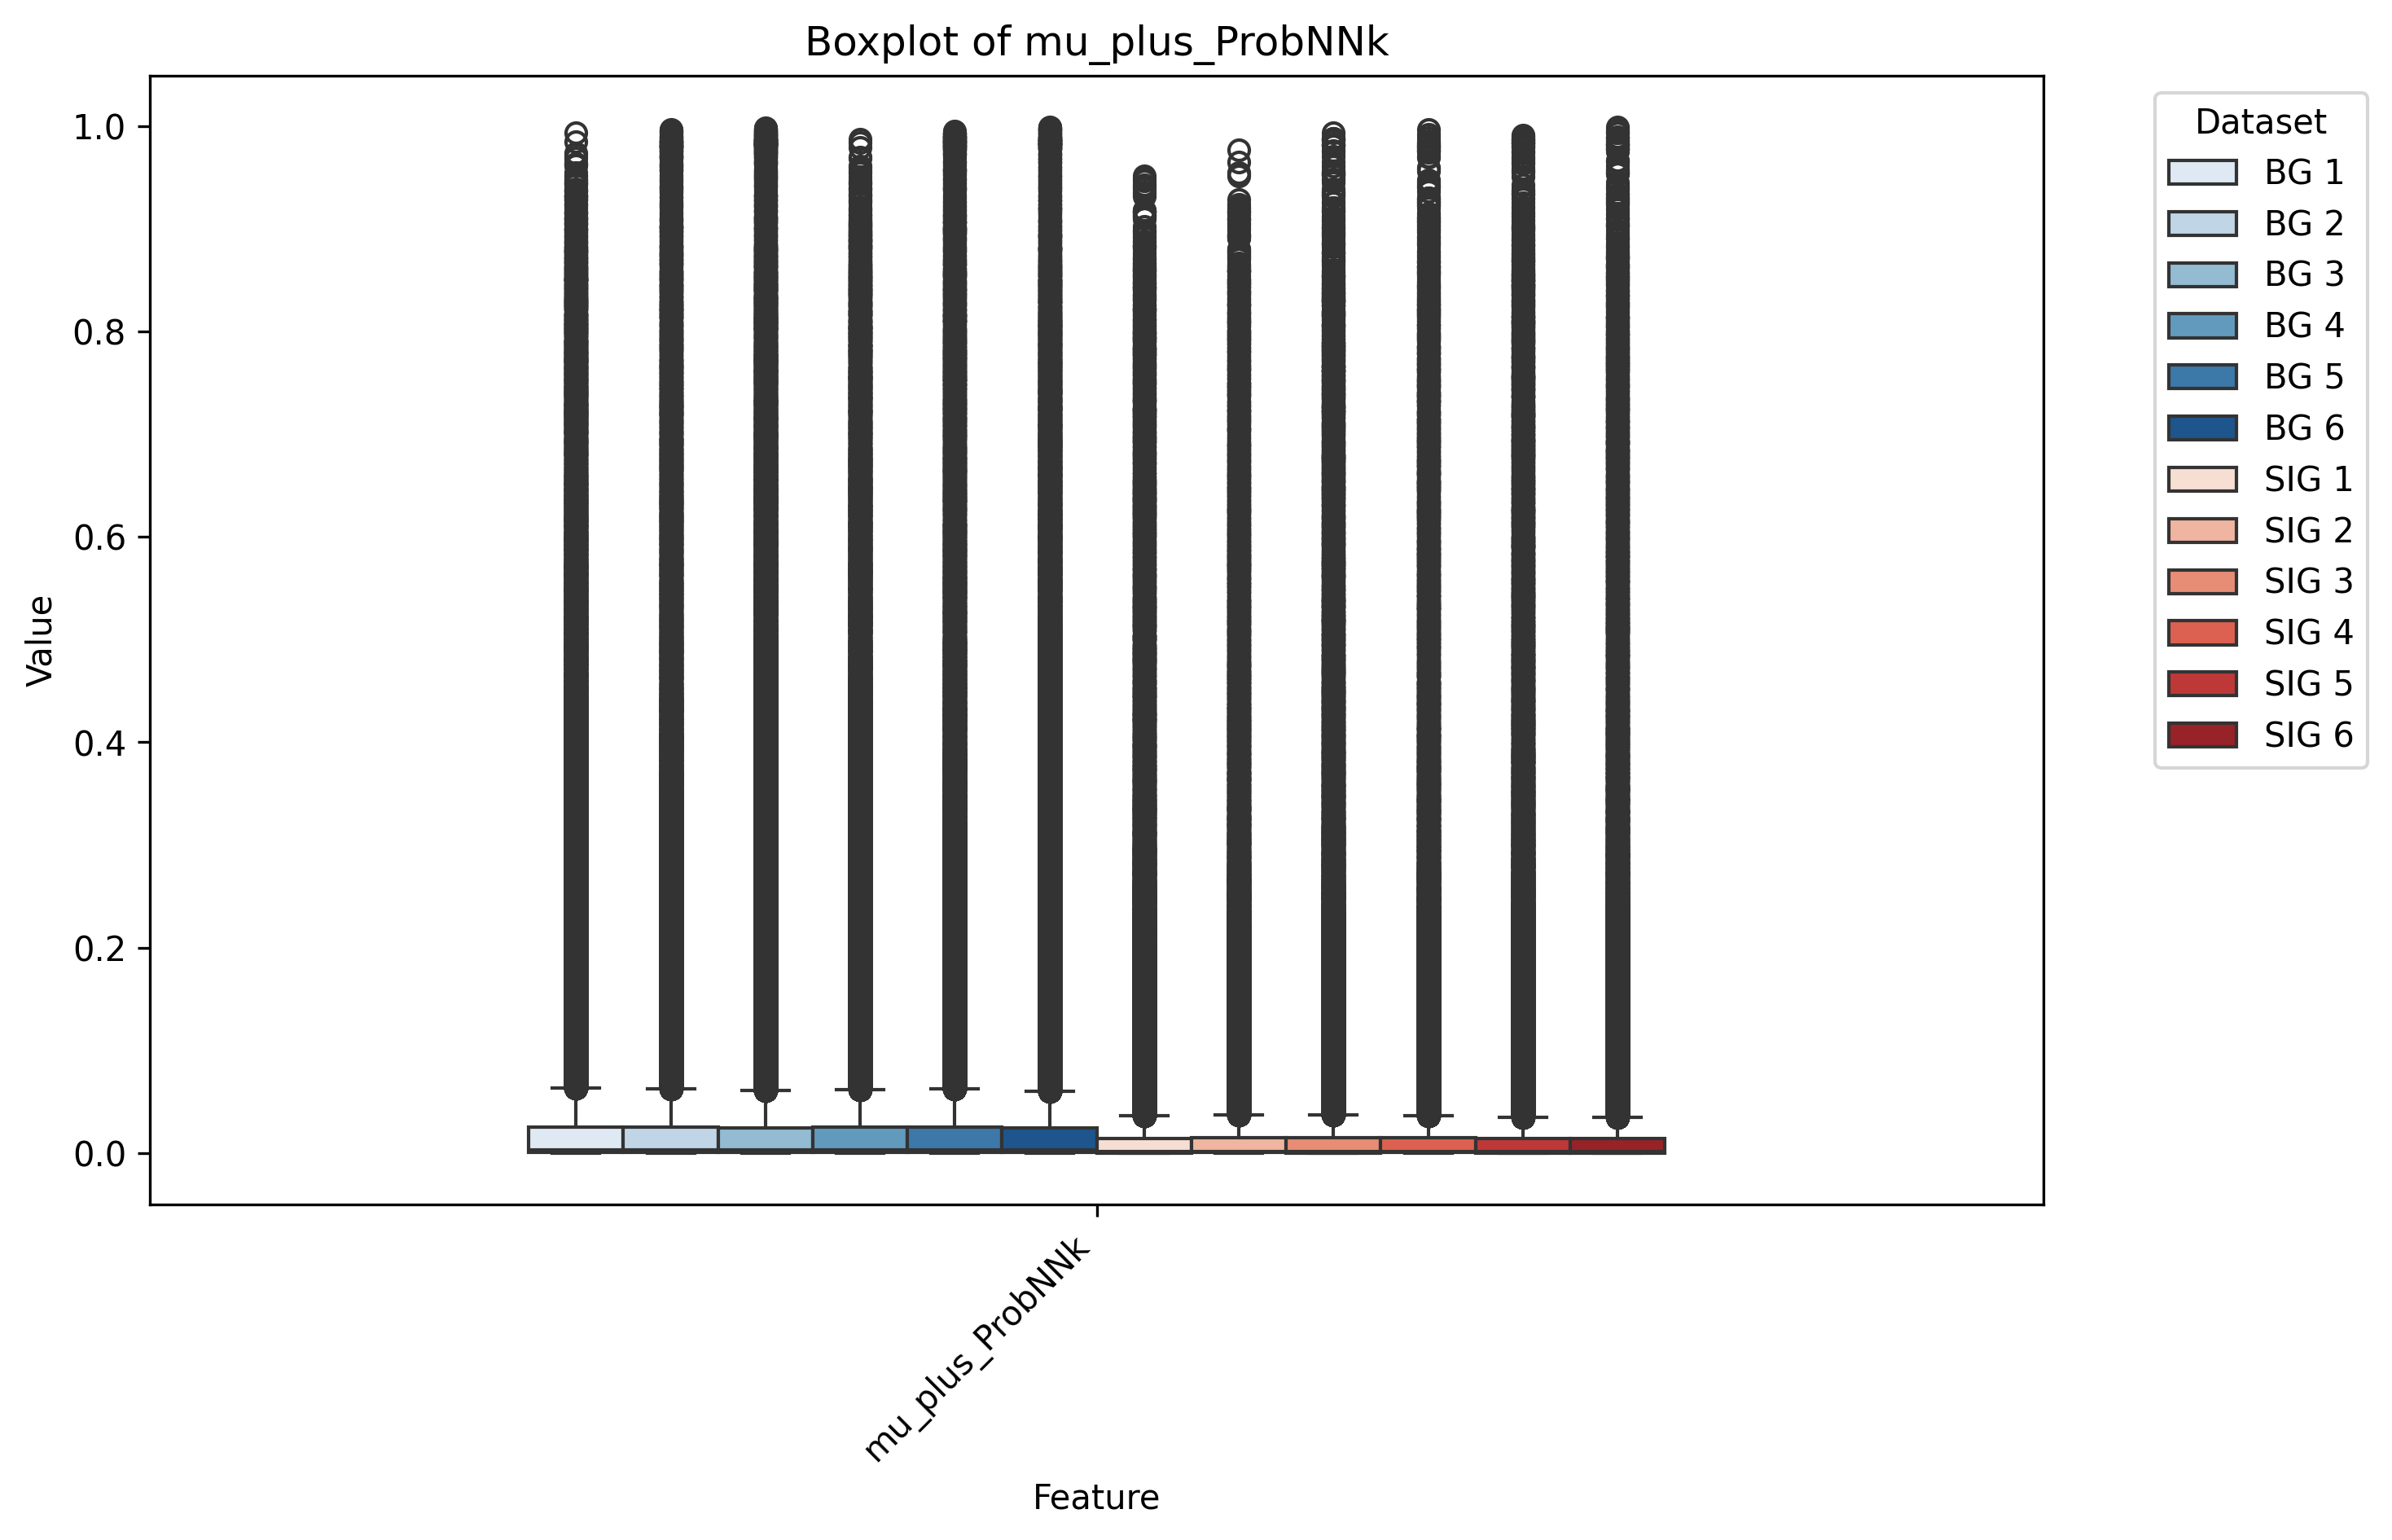 Boxplot of mu_plus_ProbNNk
Value
1.0
0.8
0.6
0.4
0.2
0.0
mu_plus_ProbNNk
Feature
Dataset
BG 1
BG 2
BG 3
BG 4
BG 5
BG 6
SIG 1
SIG 2
SIG 3
SIG 4
SIG 5
SIG 6